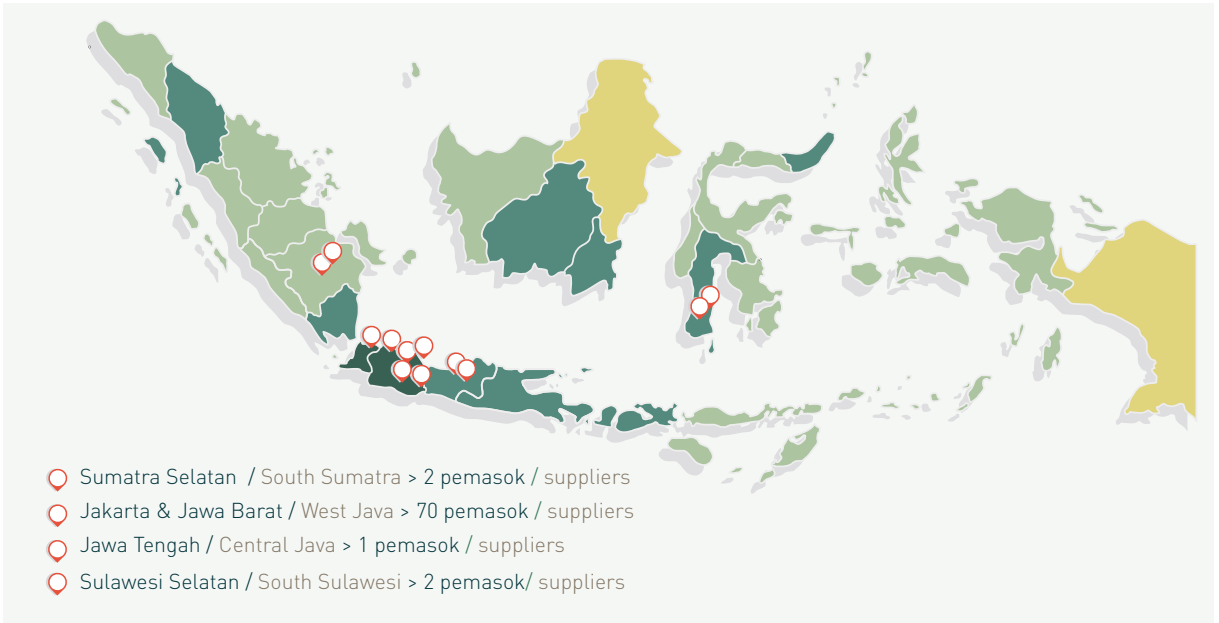 Sumatra Selatan / South Sumatra > 2 pemasok / suppliers
Jakarta & Jawa Barat / West Java > 70 pemasok / suppliers
Jawa Tengah / Central Java > 1 pemasok / suppliers
Sulawesi Selatan / South Sulawesi > 2 pemasok/ suppliers